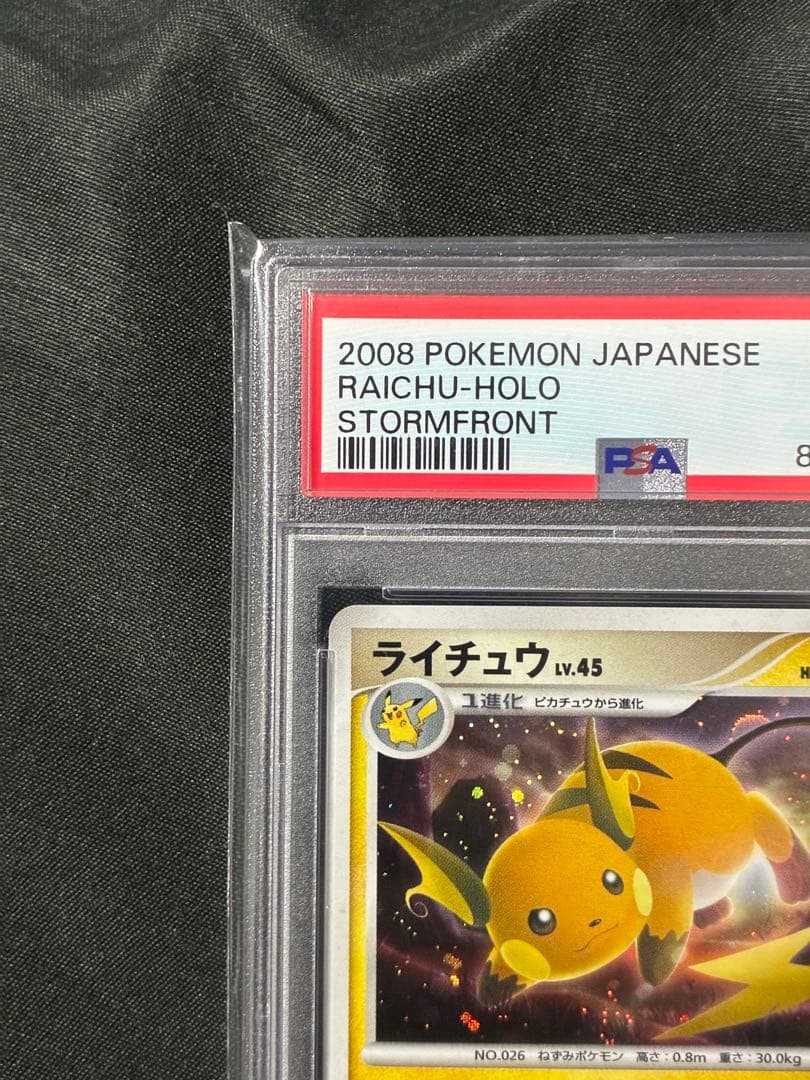 2008 POKEMON JAPANESE
RAICHU-HOLO
STORMFRONT
PSA
8
ライチュウ LV.45
H
1進化 ピカチュウから進化
NO.026 ねずみポケモン 高さ:0.8m 重さ:30.0kg